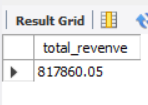 Result Grid
total_revenve
817860.05